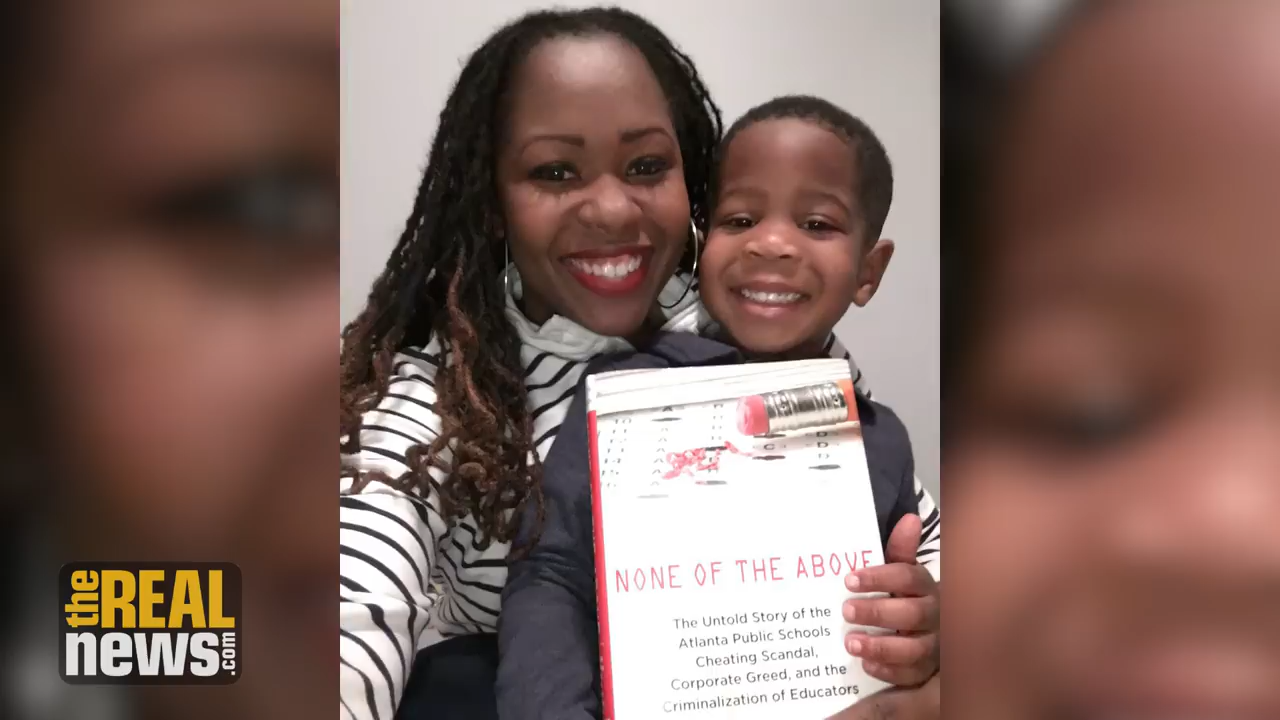 NONE OF THE ABOVE
The Untold Story of the
Atlanta Public Schools
Cheating Scandal,
Corporate Greed, and the
Criminalization of Educators
the REAL
news.com